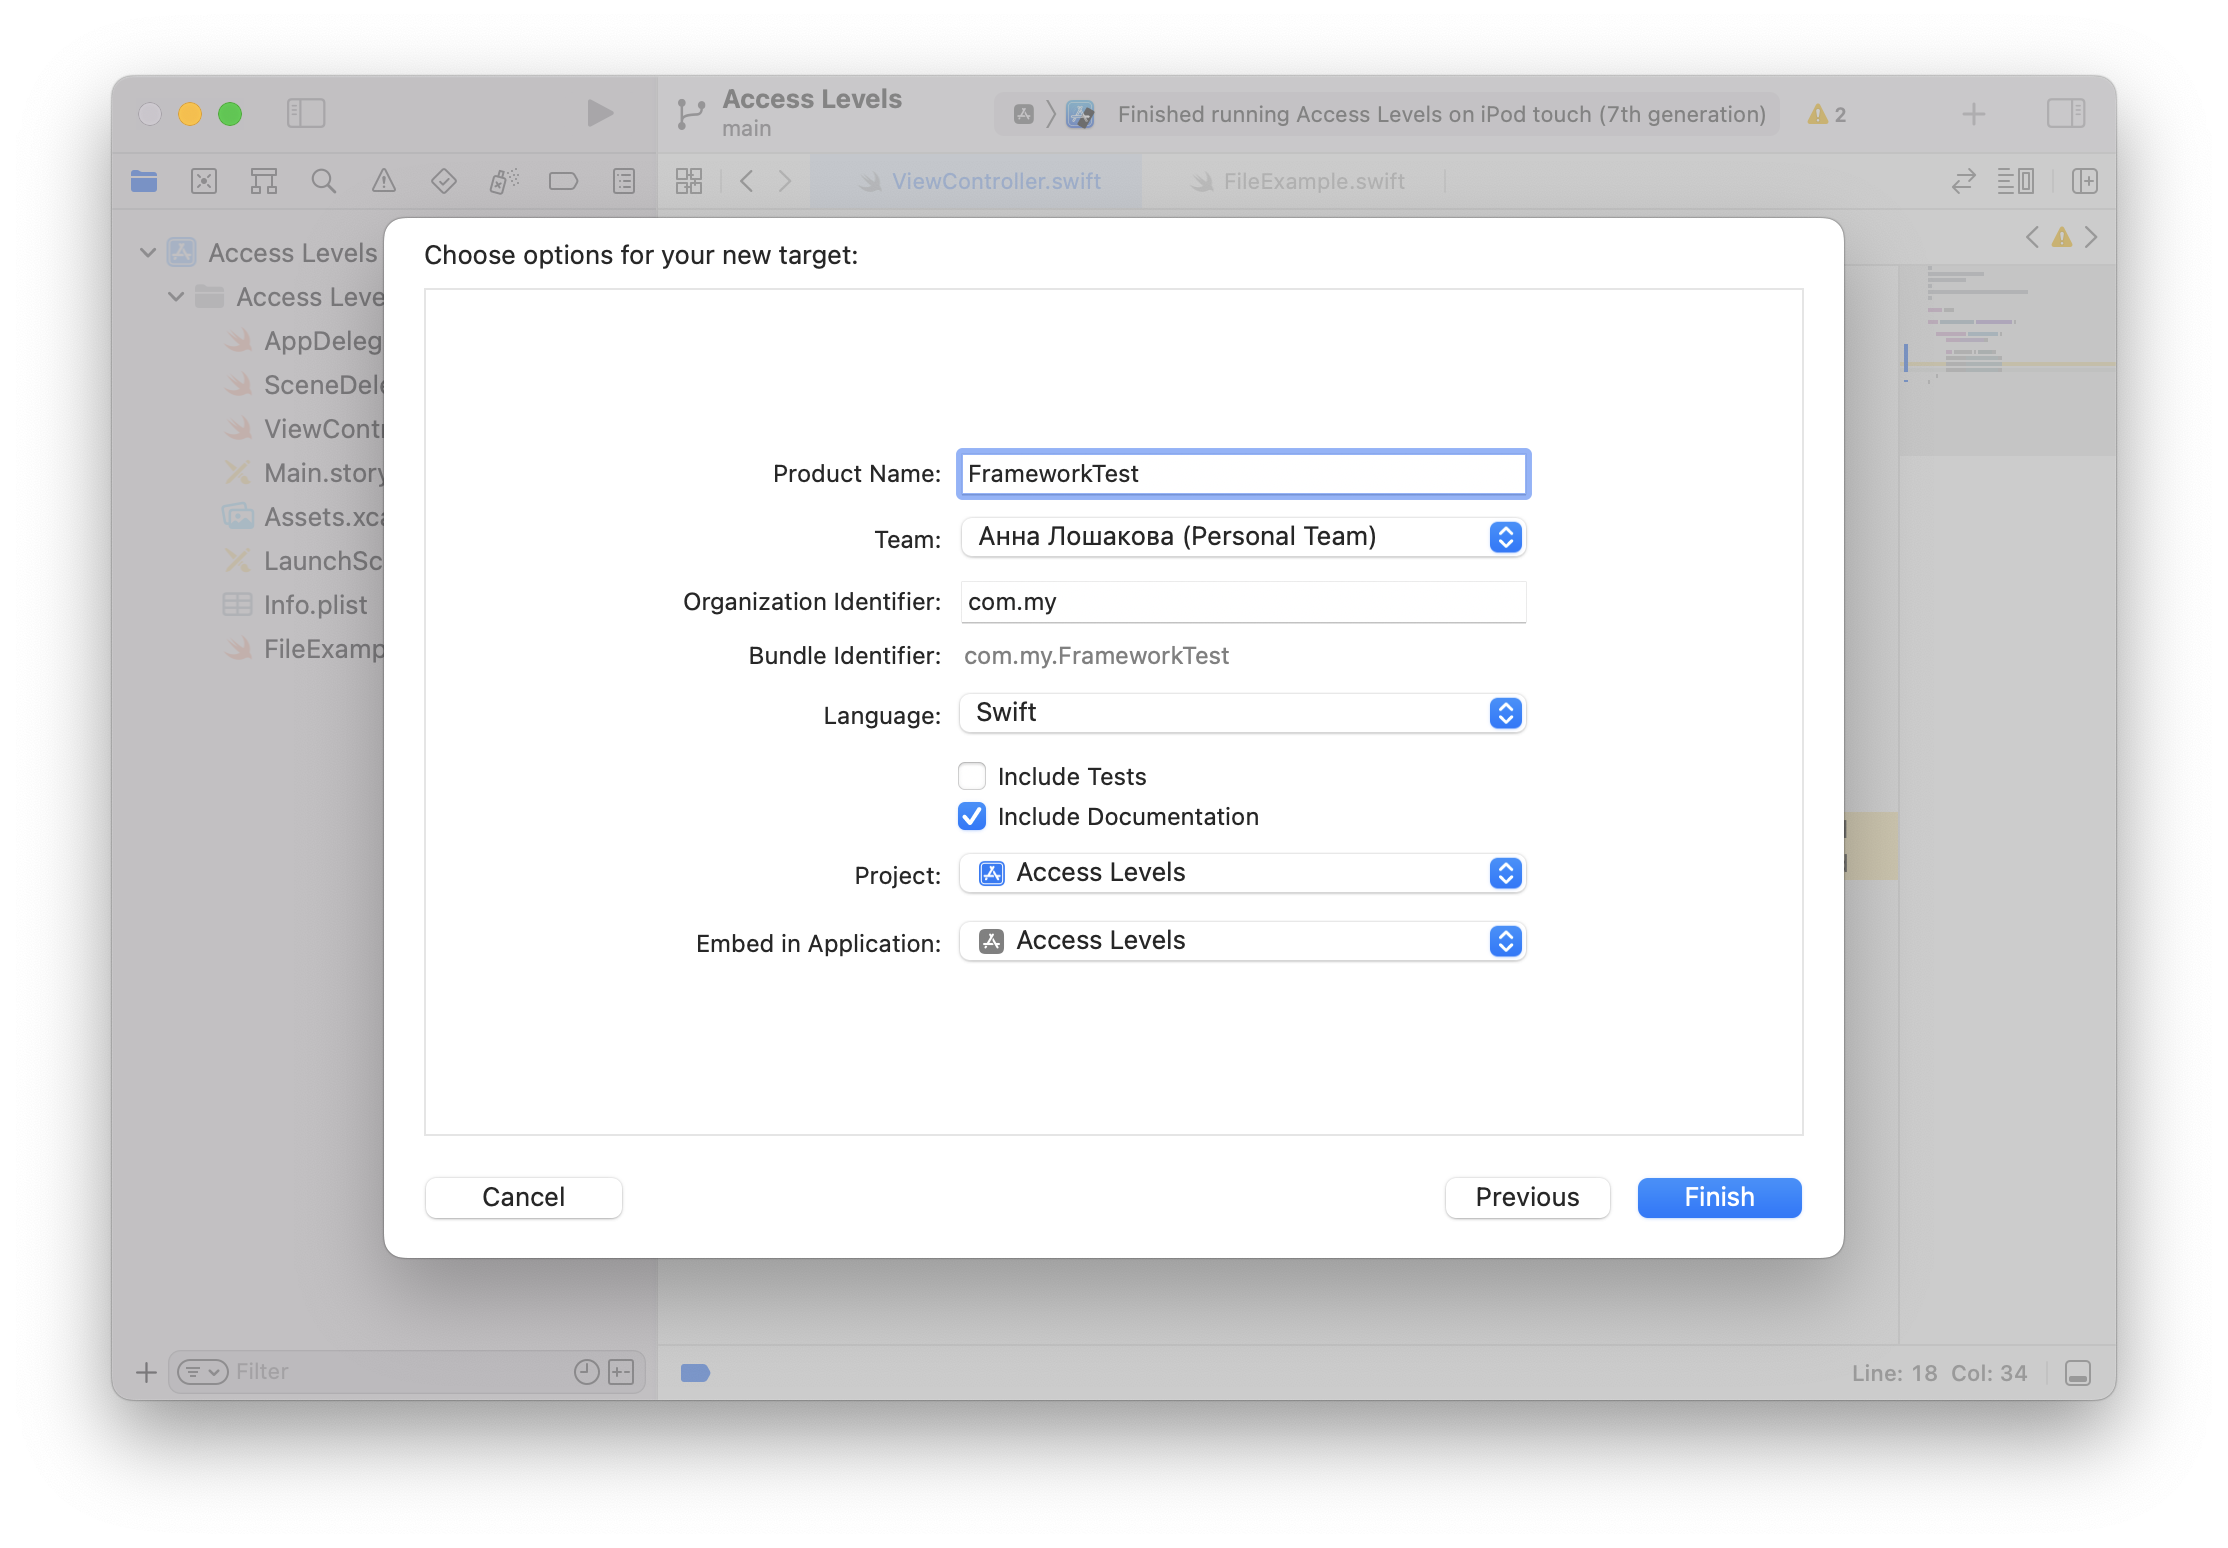 Access Levels
main
Finished running Access Levels on iPod touch (7th generation)
2
ViewController.swift
FileExample.swift
Access Levels
Access Leve
AppDeleg
SceneDele
ViewContr
Main.story
Assets.xca
LaunchSc
Info.plist
FileExamp
Choose options for your new target:
Product Name: FrameworkTest
Team: Анна Лошакова (Personal Team)
Organization Identifier: com.my
Bundle Identifier: com.my.FrameworkTest
Language: Swift
Include Tests
Include Documentation
Project: Access Levels
Embed in Application: Access Levels
Cancel
Previous
Finish
Filter
Line: 18 Col: 34